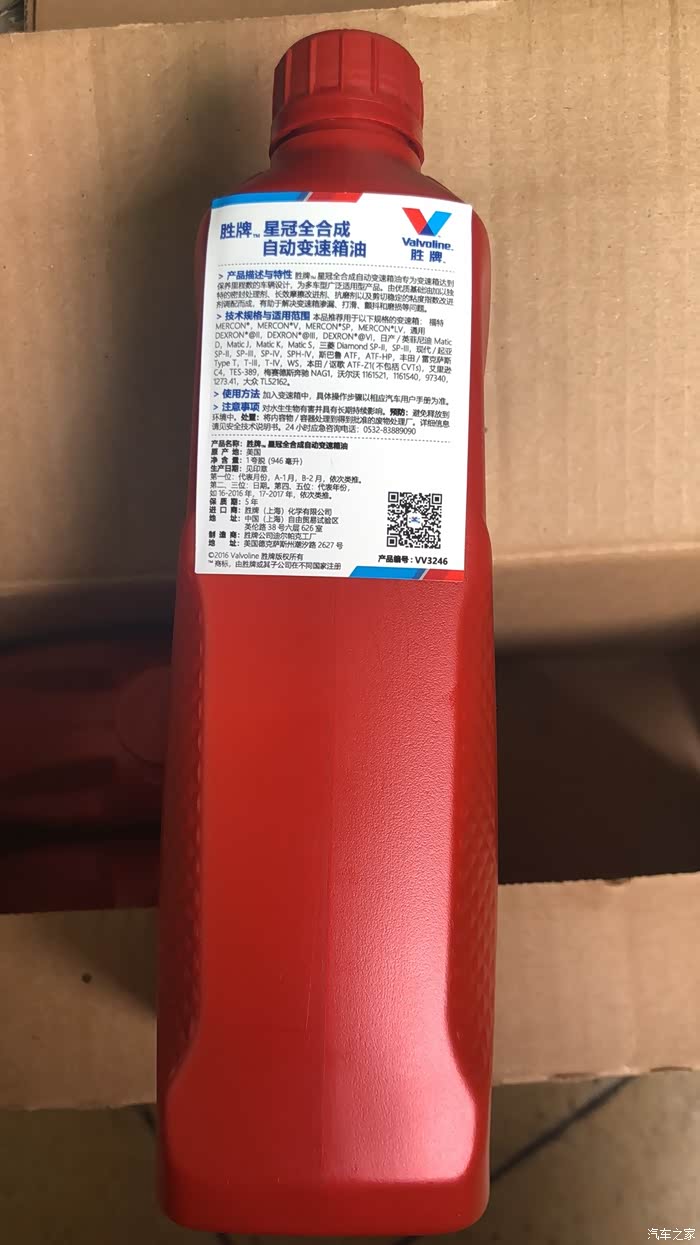 胜牌™ 星冠全合成
自动变速箱油
Valvoline™
胜牌™
> 产品描述与特性 胜牌™星冠全合成自动变速箱油专为变速箱达到
保养里程数的车辆设计，为多车型广泛适用型产品。由优质基础油加以独
特的密封处理剂、长效摩擦改进剂、抗磨剂以及剪切稳定的粘度指数改进
剂调配而成，有助于解决变速箱渗漏、打滑、颤抖和磨损等问题。
> 技术规格与适用范围 本品推荐用于以下规格的变速箱：福特
MERCON®, MERCON®V, MERCON®SP, MERCON®LV, 通用
DEXRON®@II, DEXRON®@III, DEXRON®@VI, 日产/英菲尼迪 Matic
D, Matic J, Matic K, Matic S, 三菱 Diamond SP-II, SP-III, 现代/起亚
SP-II, SP-III, SP-IV, SPH-IV, 斯巴鲁 ATF, ATF-HP, 丰田/雷克萨斯
Type T, T-III, T-IV, WS, 本田/讴歌 ATF-Z1(不包括 CVTs), 艾里逊
C4, TES-389, 梅赛德斯奔驰 NAG1, 沃尔沃 1161521, 1161540, 97340,
1273.41, 大众 TL52162。
> 使用方法 加入变速箱中，具体操作步骤以相应汽车用户手册为准。
> 注意事项 对水生生物有害并具有长期持续影响。预防：避免释放到
环境中。处置：将内容物/容器处理到得到批准的废物处理厂。详细信息
请见安全技术说明书。24 小时应急咨询电话：0532-83889090
产品名称：胜牌™星冠全合成自动变速箱油
原 产 地：美国
净 含 量：1夸脱 (946 毫升)
生产日期：见印章
第一位：代表月份，A-1月，B-2月，依次类推。
第二、三位：日期。第四、五位：代表年份，
如 16-2016 年，17-2017 年，依次类推。
保 质 期：5 年
进 口 商：胜牌（上海）化学有限公司
地 址：中国（上海）自由贸易试验区
英伦路 38 号六层 626 室
制 造 商：胜牌公司迪尔帕克工厂
地 址：美国德克萨斯州潮汐路 2627 号
©2016 Valvoline 胜牌版权所有
™ 商标，由胜牌或其子公司在不同国家注册
产品编号：VV3246
汽车之家